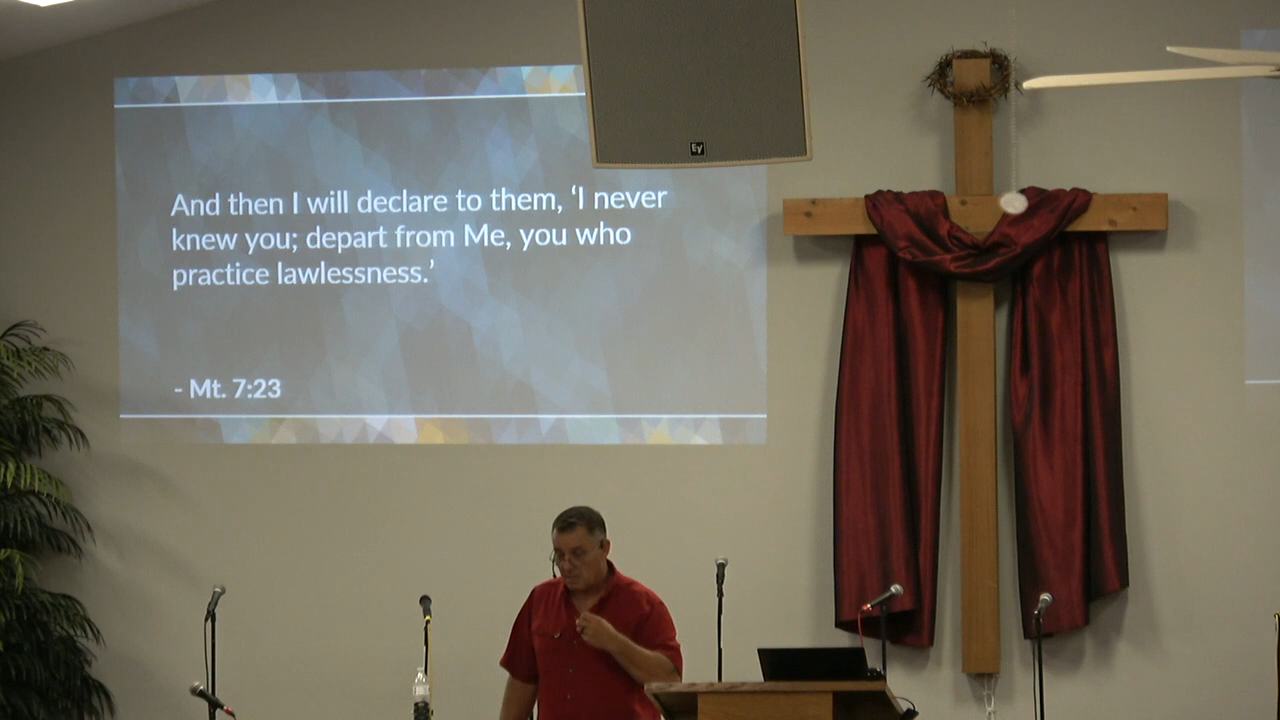 EV
And then I will declare to them, ‘I never
knew you; depart from Me, you who
practice lawlessness.’
- Mt. 7:23